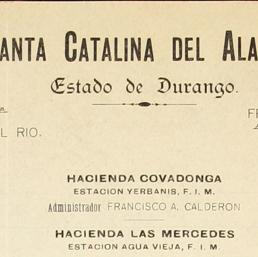 ANTA CATALINA DEL ALA
Estado de Durango.
L RIO.
HACIENDA COVADONGA
ESTACION YERBANIS, F. I. M.
Administrador FRANCISCO A. CALDERON
HACIENDA LAS MERCEDES
ESTACION AGUA VIEJA, F. I. M.